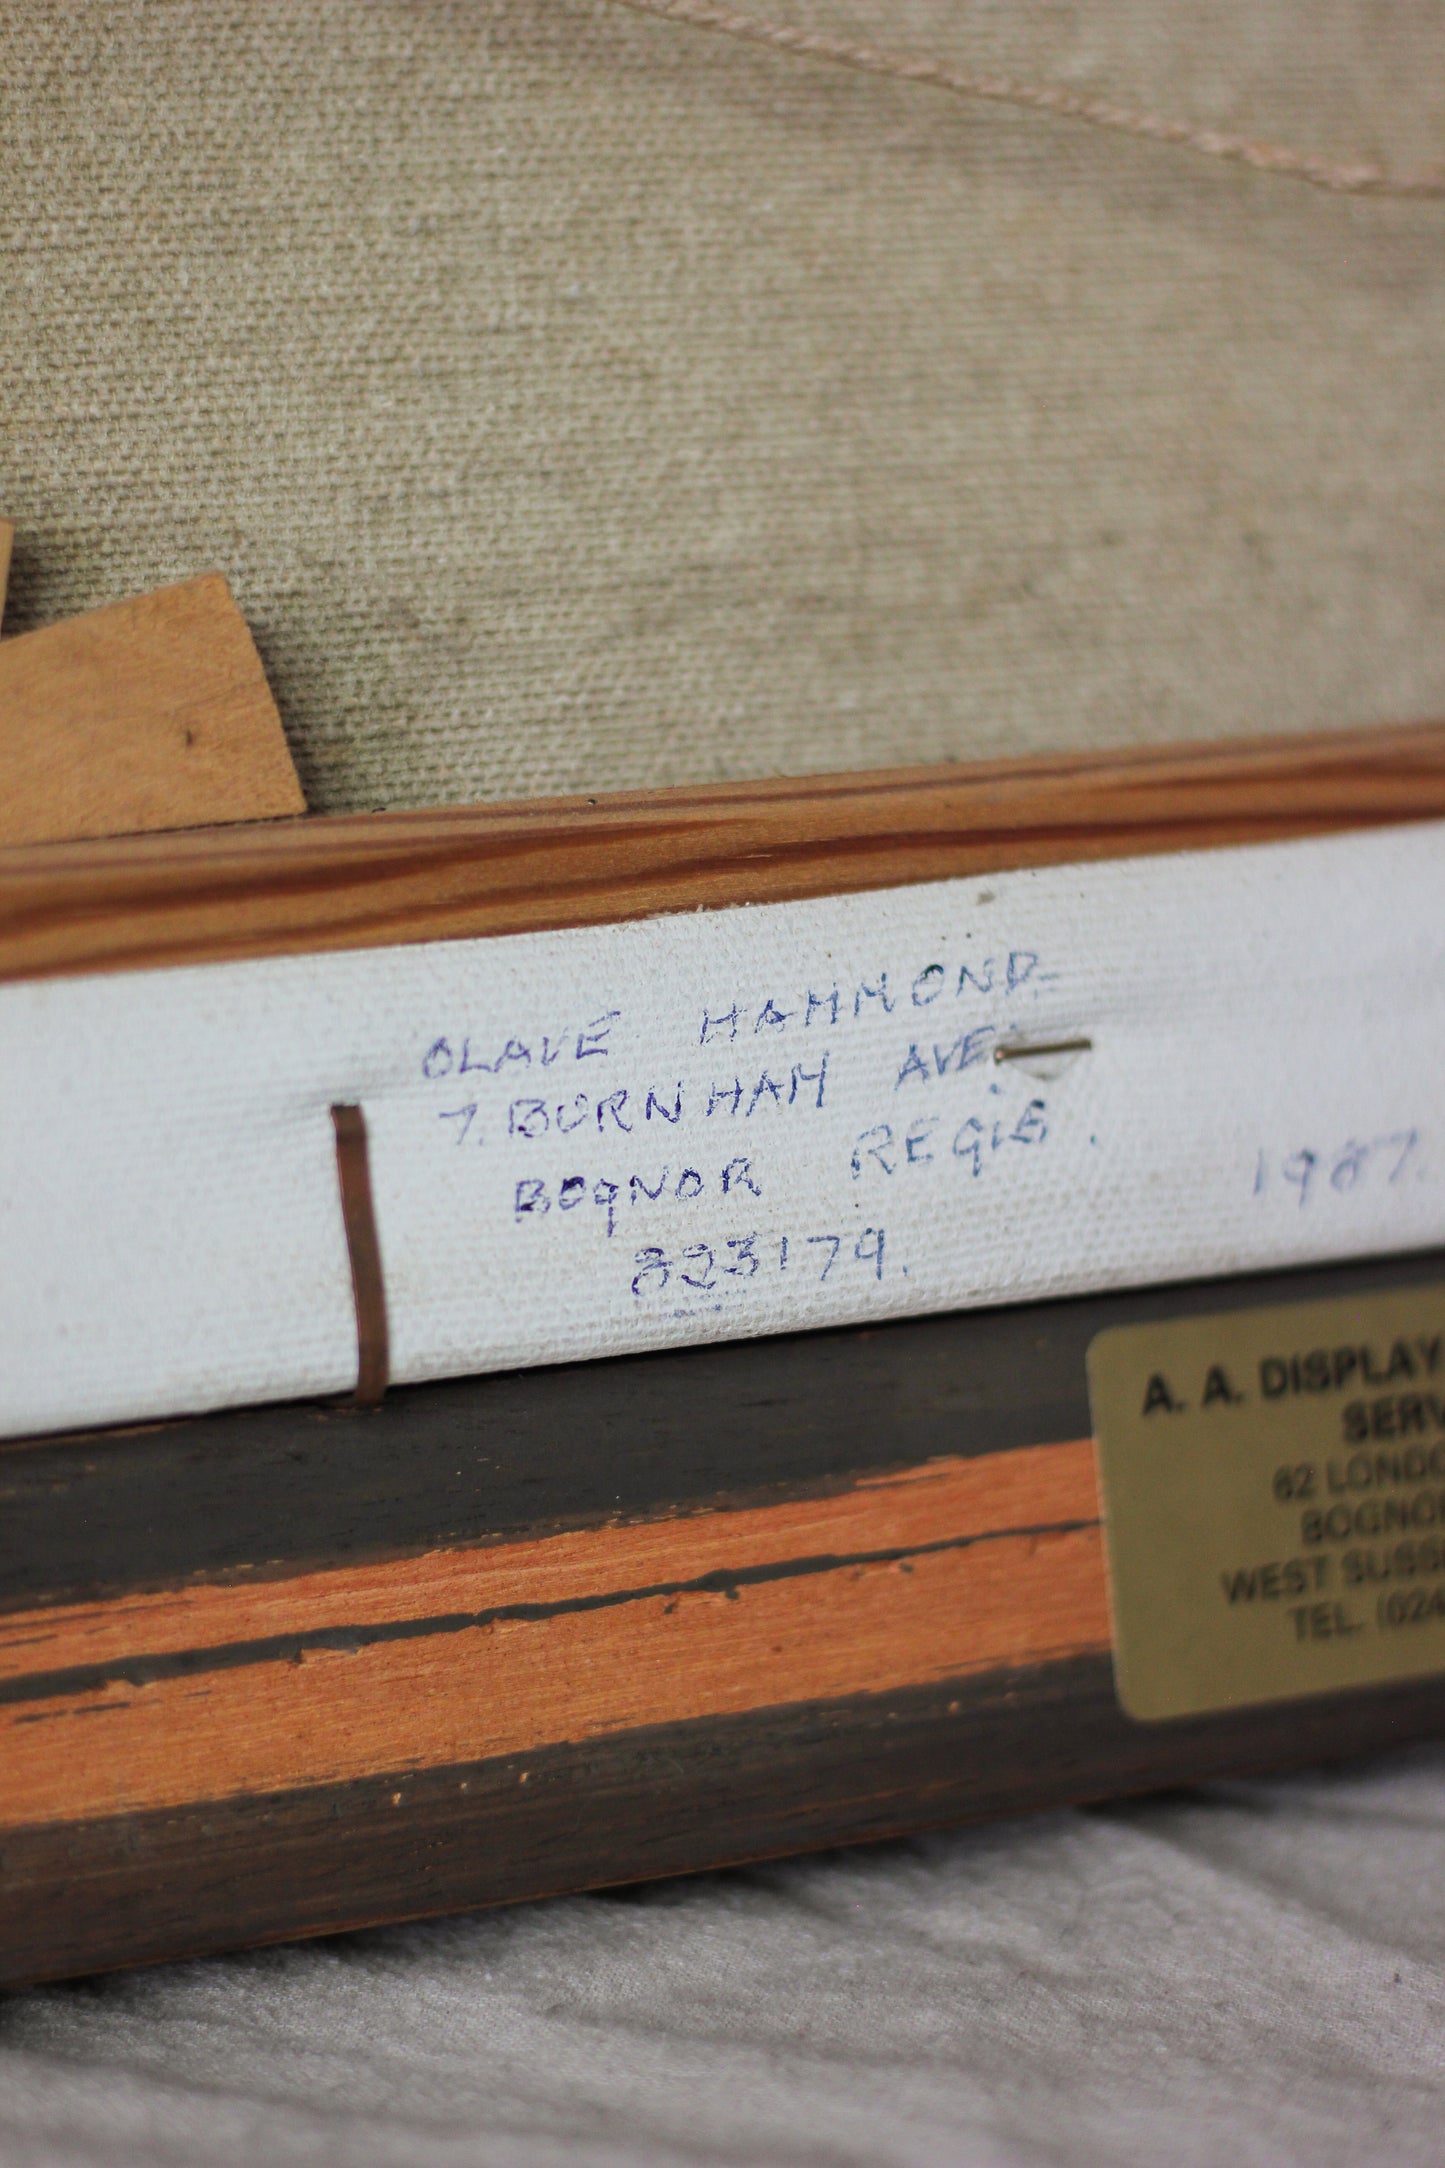 OLAVE HAMMOND
7. BURNHAM AVE.
BOGNOR REGIS.
823179.
1987.
A. A. DISPLAY
SERV
62 LONDO
BOGNO
WEST SUSS
TEL. (024